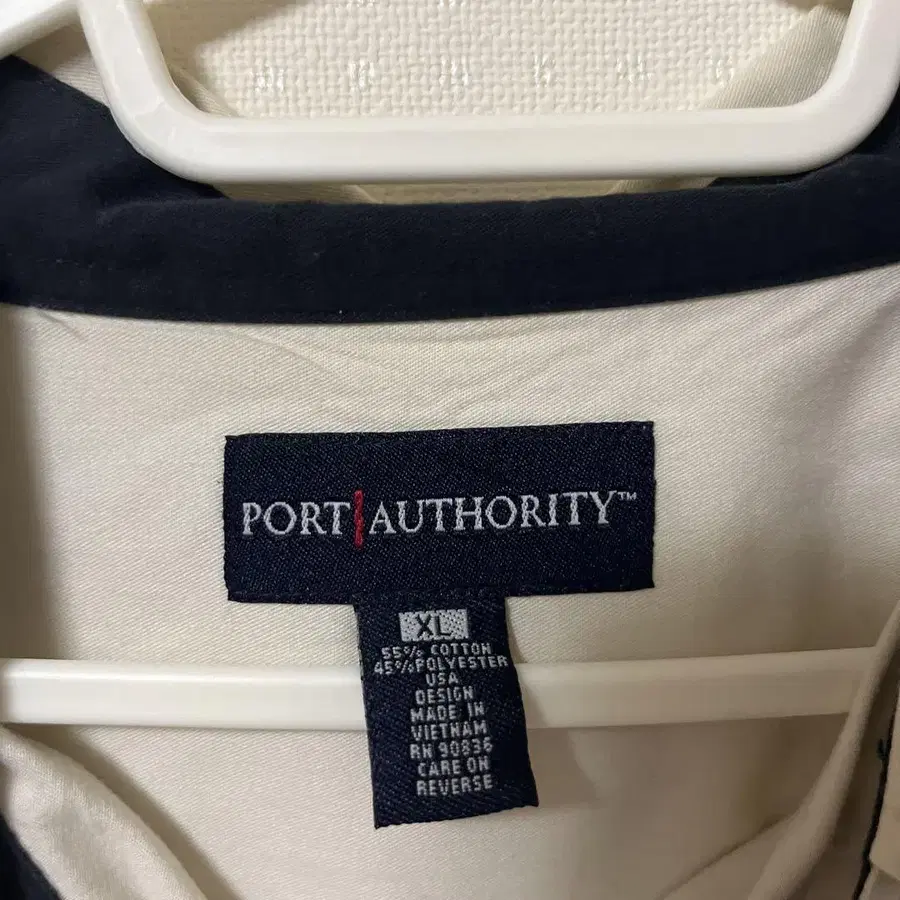 PORT AUTHORITY™
XL
55% COTTON
45% POLYESTER
USA
DESIGN
MADE IN
VIETNAM
RN 90836
CARE ON
REVERSE